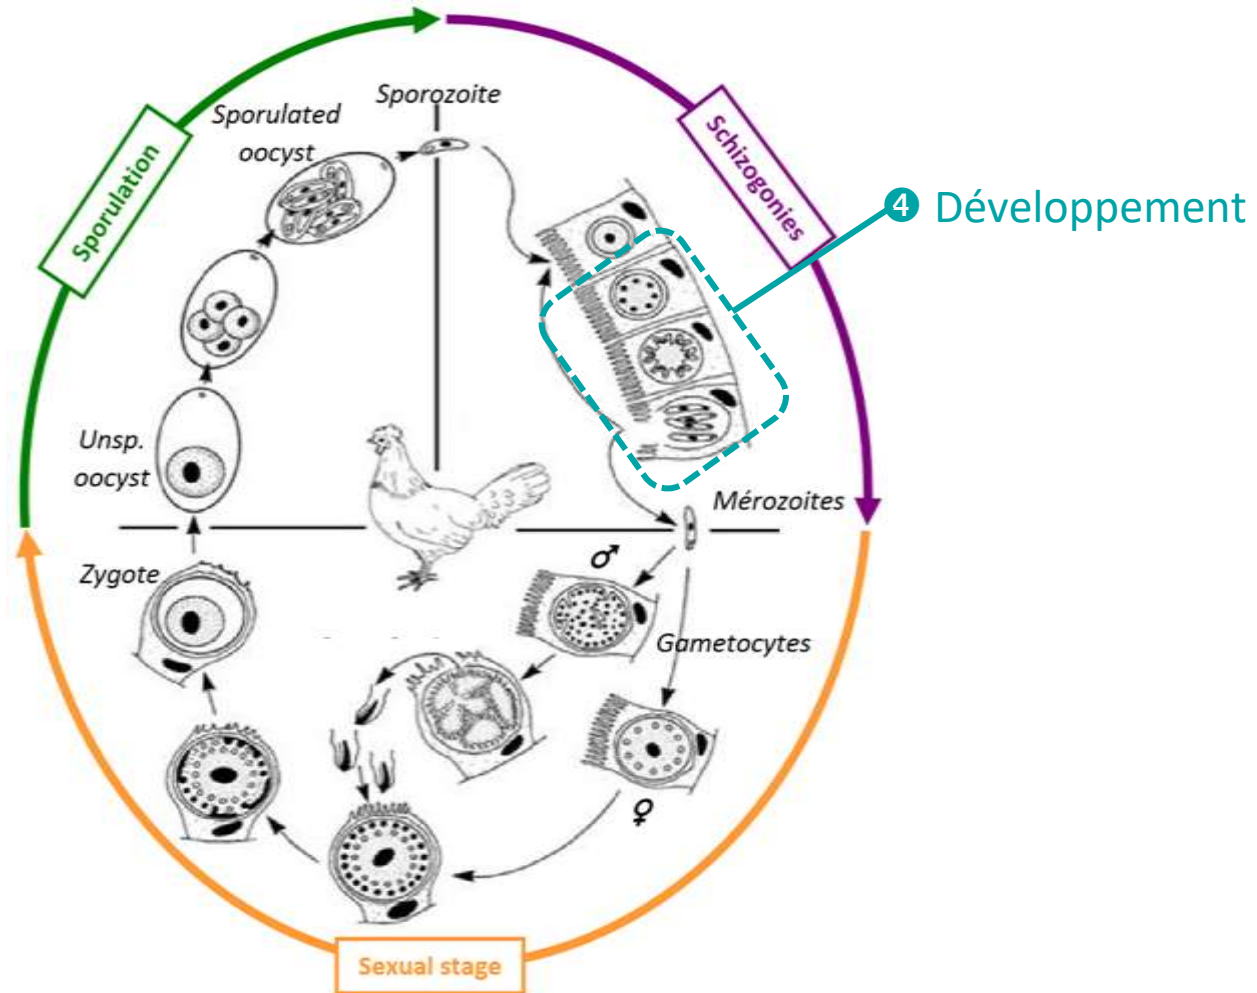 Sporozoite
Sporulated
oocyst
Sporulation
Schizogonies
❹ Développement
Unsp.
oocyst
Mérozoites
♂
Zygote
Gametocytes
♀
Sexual stage